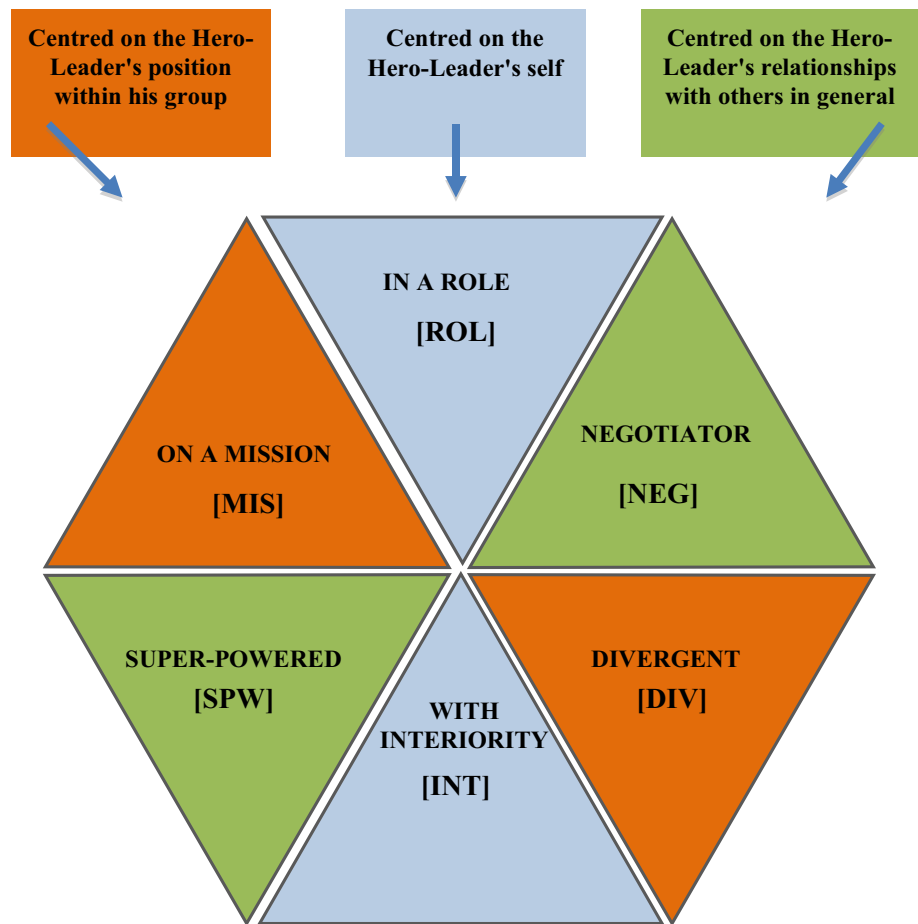 Centred on the Hero-
Leader's position
within his group
Centred on the
Hero-Leader's self
Centred on the Hero-
Leader's relationships
with others in general
IN A ROLE
[ROL]
ON A MISSION
[MIS]
NEGOTIATOR
[NEG]
SUPER-POWERED
[SPW]
WITH
INTERIORITY
[INT]
DIVERGENT
[DIV]